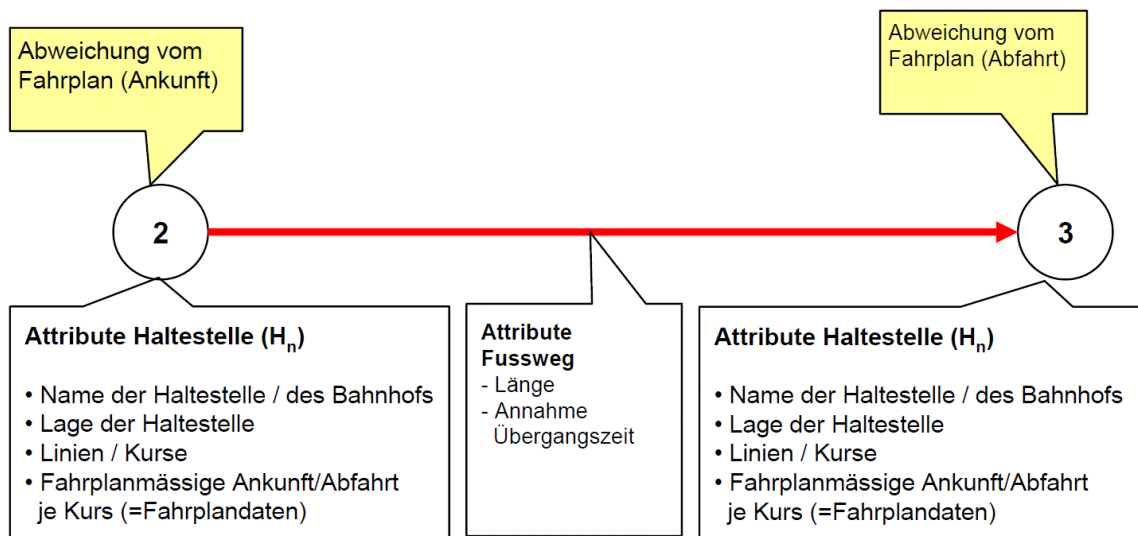 Abweichung vom
Fahrplan (Ankunft)
Abweichung vom
Fahrplan (Abfahrt)
2
3
Attribute Haltestelle (Hn)
• Name der Haltestelle / des Bahnhofs
• Lage der Haltestelle
• Linien / Kurse
• Fahrplanmässige Ankunft/Abfahrt
je Kurs (=Fahrplandaten)
Attribute
Fussweg
- Länge
- Annahme
Übergangszeit
Attribute Haltestelle (Hn)
• Name der Haltestelle / des Bahnhofs
• Lage der Haltestelle
• Linien / Kurse
• Fahrplanmässige Ankunft/Abfahrt
je Kurs (=Fahrplandaten)